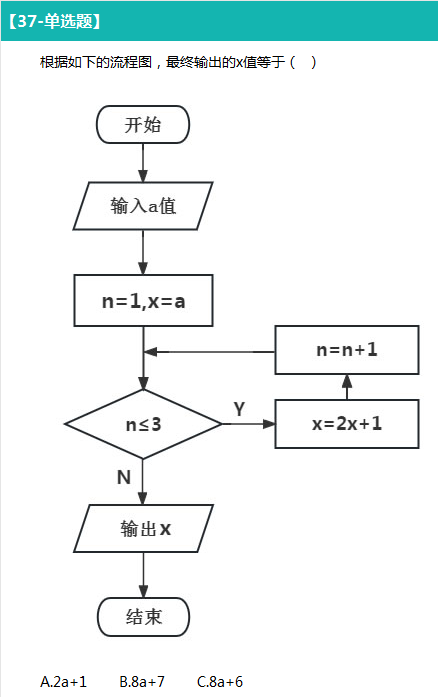 【37-单选题】
根据如下的流程图，最终输出的x值等于（　）
开始
输入a值
n=1,x=a
n=n+1
n≤3
Y
x=2x+1
N
输出x
结束
A.2a+1 B.8a+7 C.8a+6